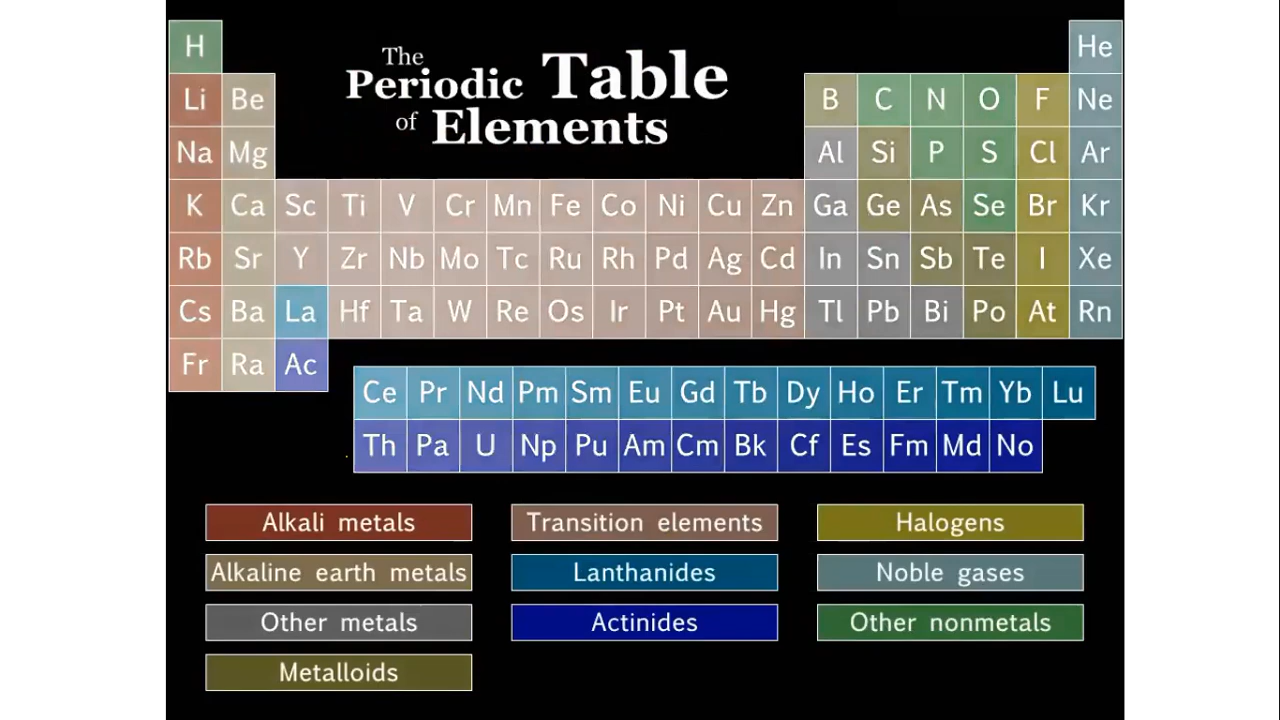 The
Periodic Table
of Elements
H He
Li Be B C N O F Ne
Na Mg Al Si P S Cl Ar
K Ca Sc Ti V Cr Mn Fe Co Ni Cu Zn Ga Ge As Se Br Kr
Rb Sr Y Zr Nb Mo Tc Ru Rh Pd Ag Cd In Sn Sb Te I Xe
Cs Ba La Hf Ta W Re Os Ir Pt Au Hg Tl Pb Bi Po At Rn
Fr Ra Ac
Ce Pr Nd Pm Sm Eu Gd Tb Dy Ho Er Tm Yb Lu
Th Pa U Np Pu Am Cm Bk Cf Es Fm Md No
Alkali metals Transition elements Halogens
Alkaline earth metals Lanthanides Noble gases
Other metals Actinides Other nonmetals
Metalloids